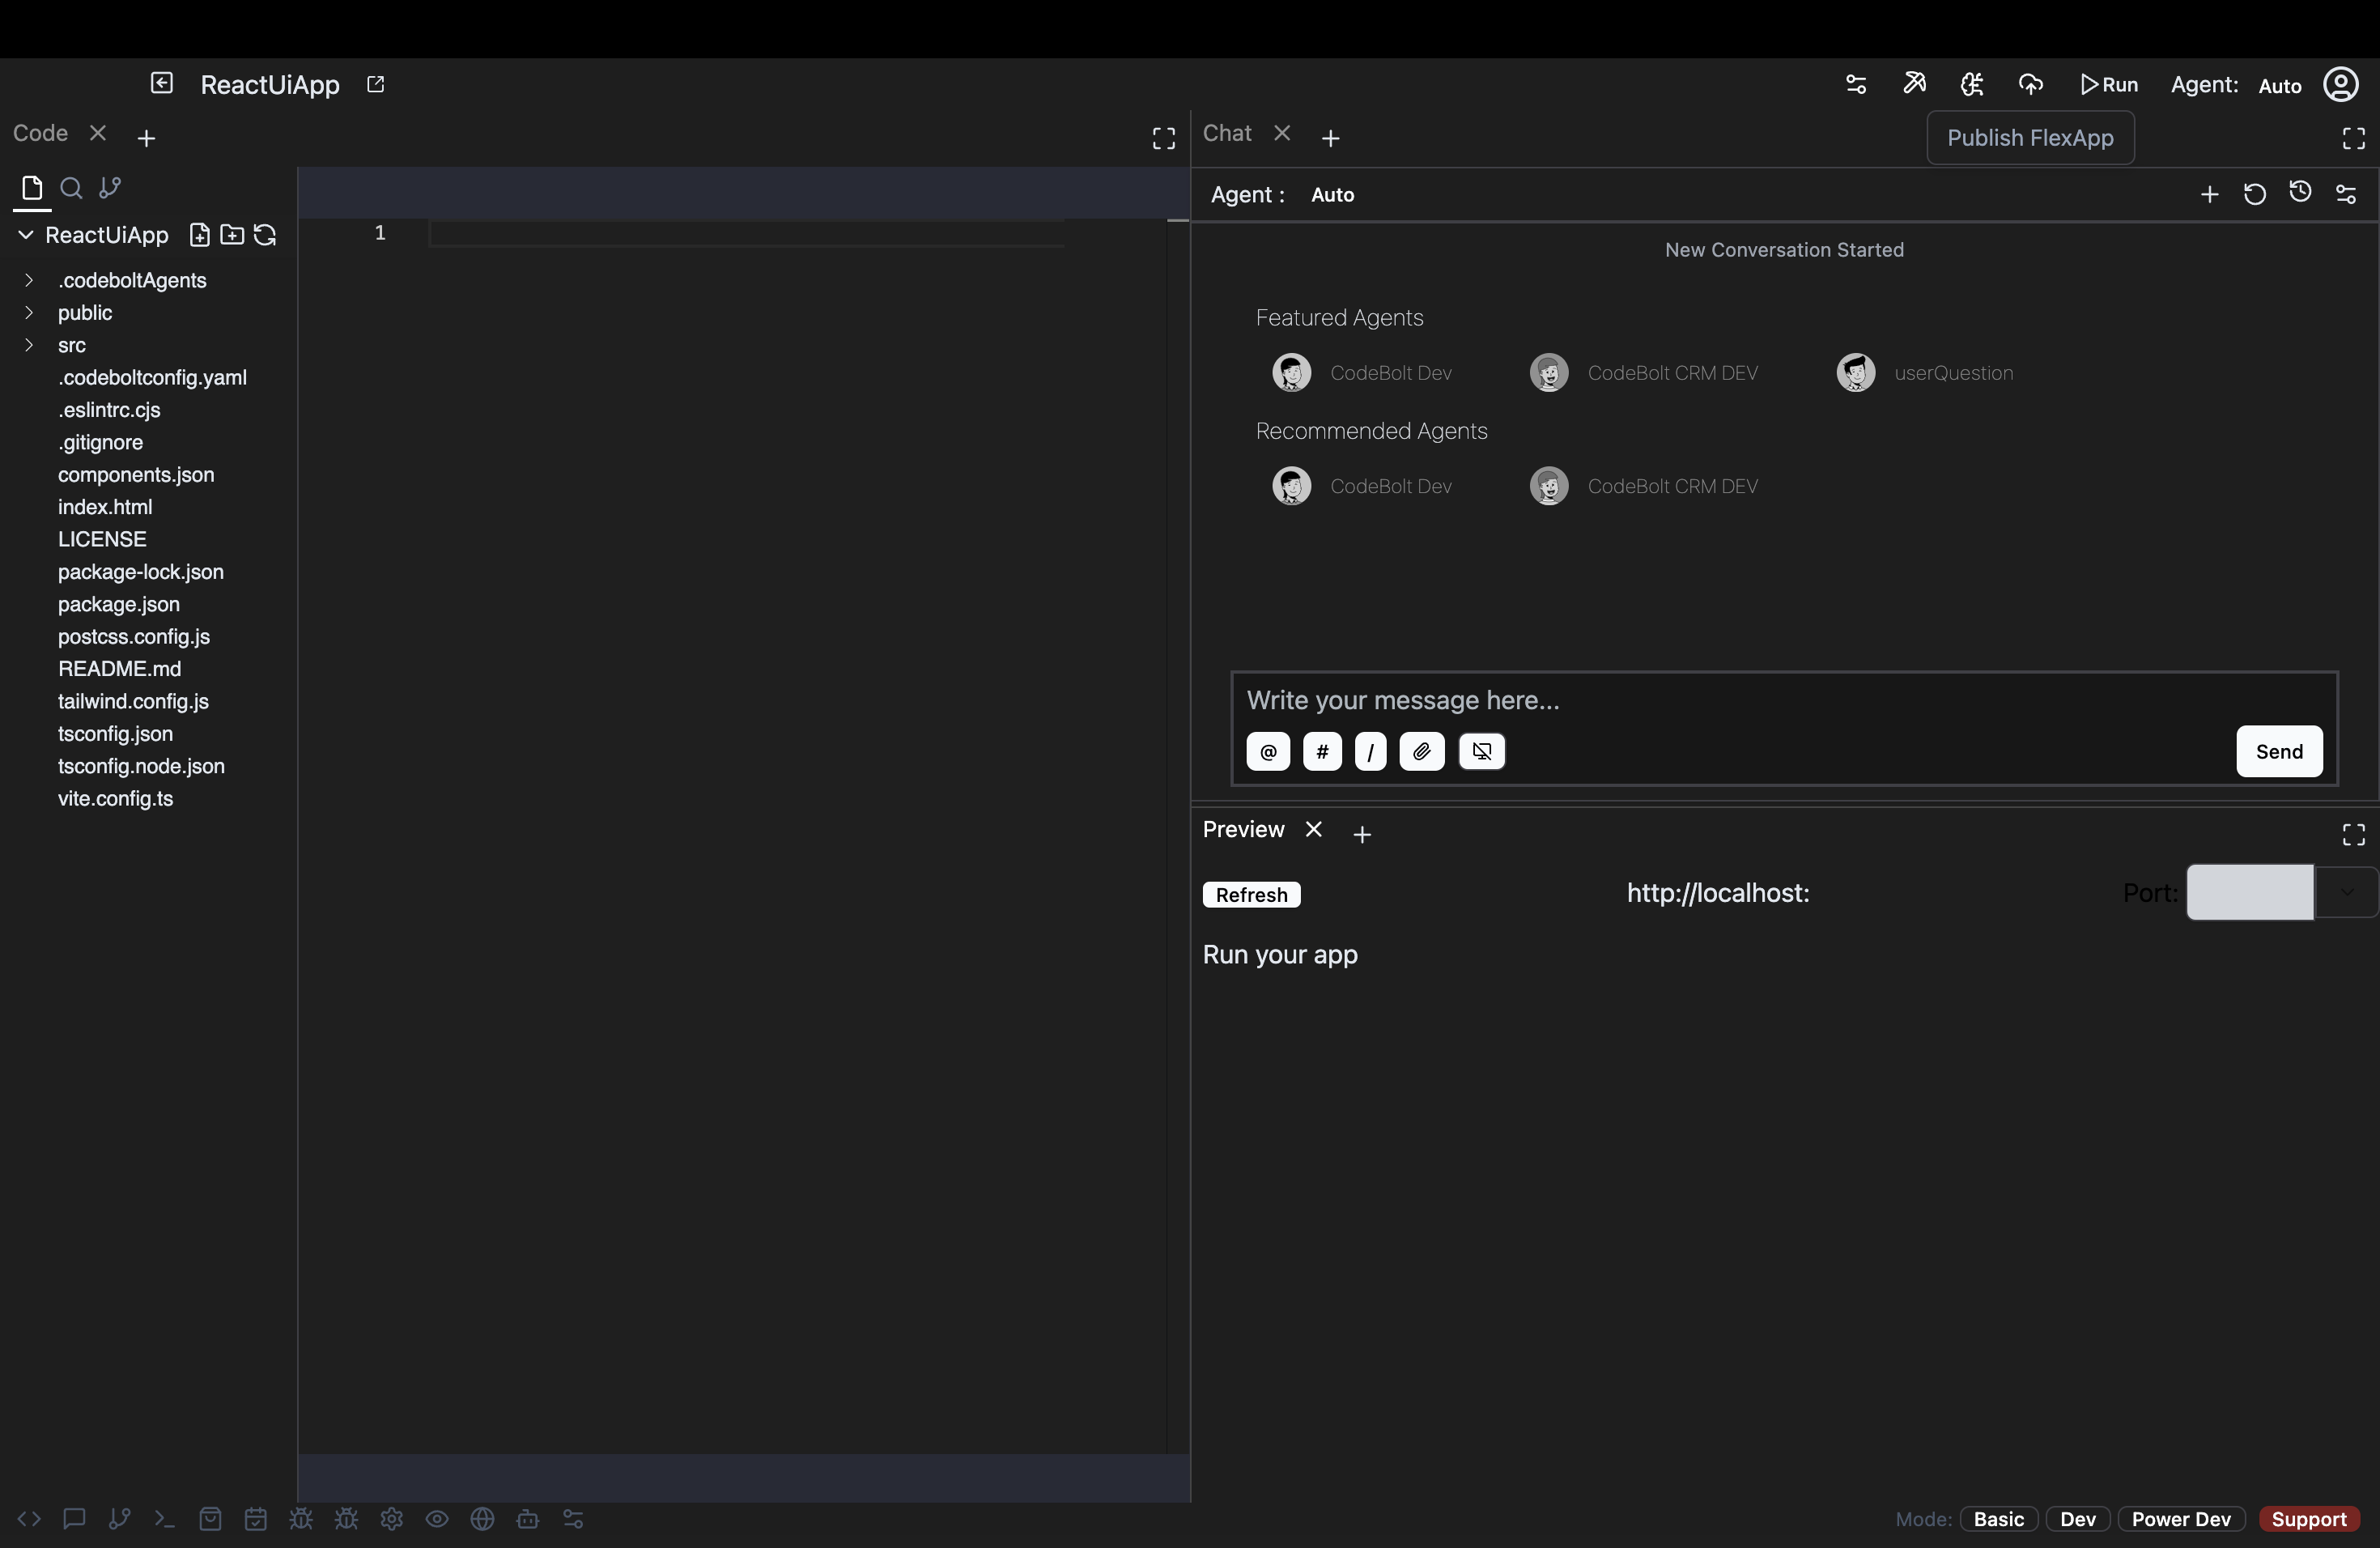 ReactUiApp
Run
Agent: Auto
Code
Chat
Publish FlexApp
ReactUiApp
.codeboltAgents
public
src
.codeboltconfig.yaml
.eslintrc.cjs
.gitignore
components.json
index.html
LICENSE
package-lock.json
package.json
postcss.config.js
README.md
tailwind.config.js
tsconfig.json
tsconfig.node.json
vite.config.ts
1
Agent : Auto
New Conversation Started
Featured Agents
CodeBolt Dev CodeBolt CRM DEV userQuestion
Recommended Agents
CodeBolt Dev CodeBolt CRM DEV
Write your message here...
@ # / Send
Preview
Refresh http://localhost: Port:
Run your app
Mode: Basic Dev Power Dev Support